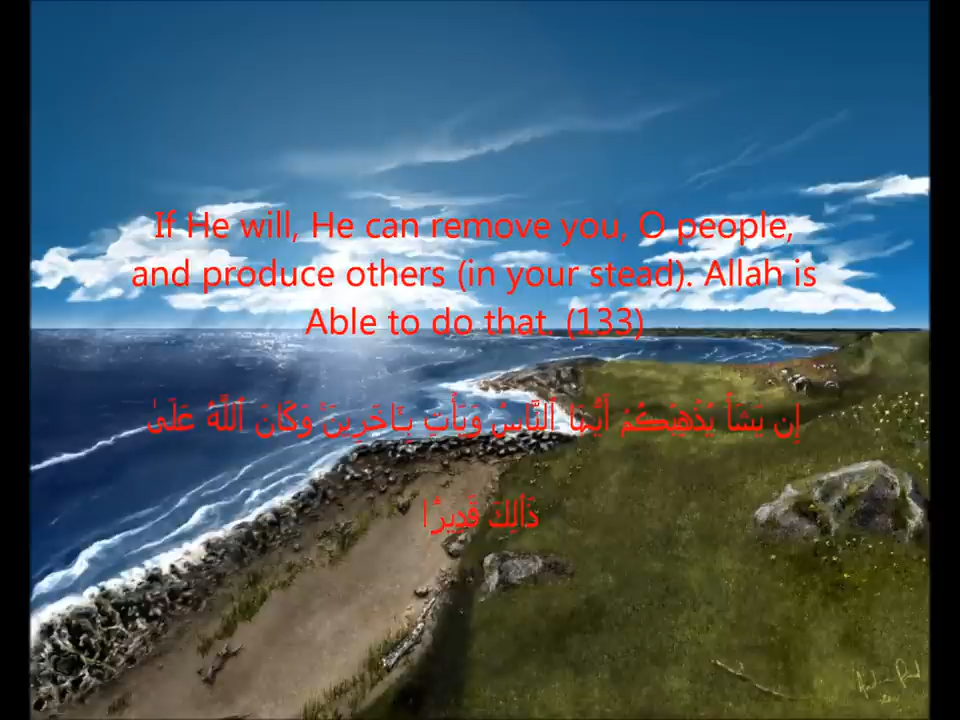 If He will, He can remove you, O people,
and produce others (in your stead). Allah is
Able to do that. (133)
إِن يَشَأْ يُذْهِبْكُمْ أَيُّهَا ٱلنَّاسُ وَيَأْتِ بِـَٔاخَرِينَ ۚ وَكَانَ ٱللَّهُ عَلَىٰ
ذَٲلِكَ قَدِيرًا